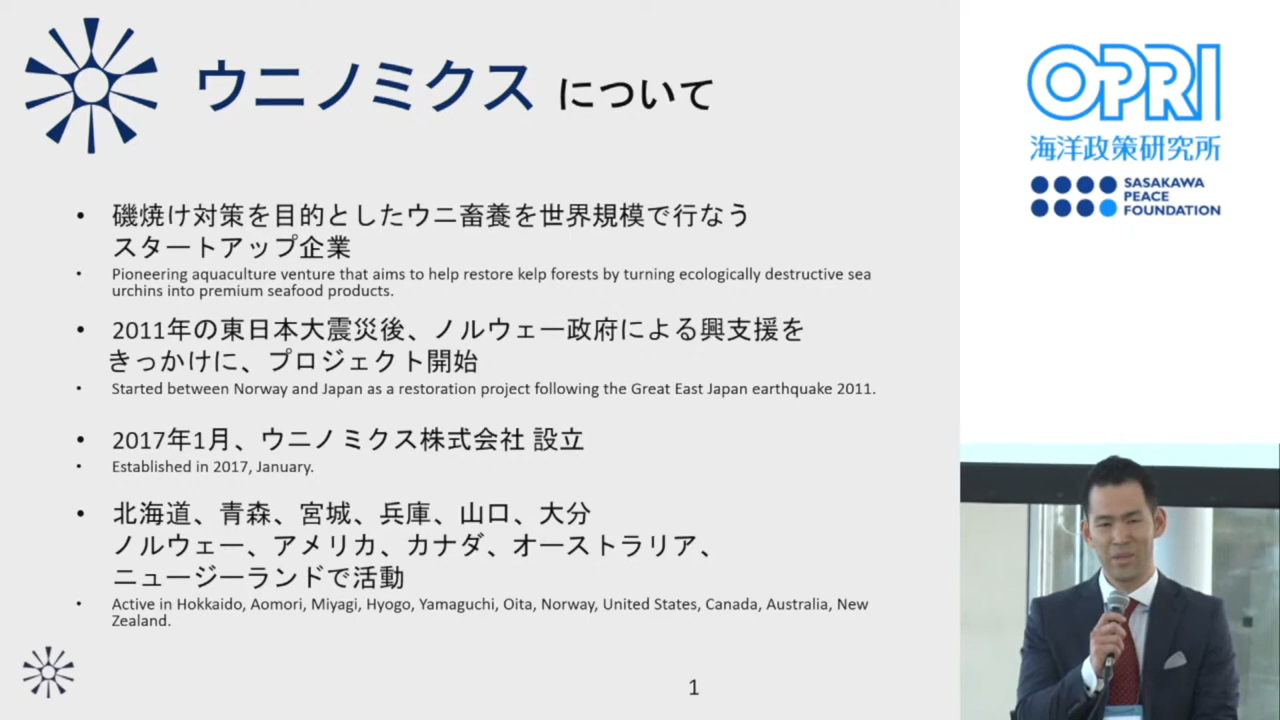 ウニノミクス について
• 磯焼け対策を目的としたウニ畜養を世界規模で行なう
スタートアップ企業
• Pioneering aquaculture venture that aims to help restore kelp forests by turning ecologically destructive sea
urchins into premium seafood products.
• 2011年の東日本大震災後、ノルウェー政府による興支援を
きっかけに、プロジェクト開始
• Started between Norway and Japan as a restoration project following the Great East Japan earthquake 2011.
• 2017年1月、ウニノミクス株式会社 設立
• Established in 2017, January.
• 北海道、青森、宮城、兵庫、山口、大分
ノルウェー、アメリカ、カナダ、オーストラリア、
ニュージーランドで活動
• Active in Hokkaido, Aomori, Miyagi, Hyogo, Yamaguchi, Oita, Norway, United States, Canada, Australia, New
Zealand.
1
OPRI
海洋政策研究所
SASAKAWA
PEACE
FOUNDATION